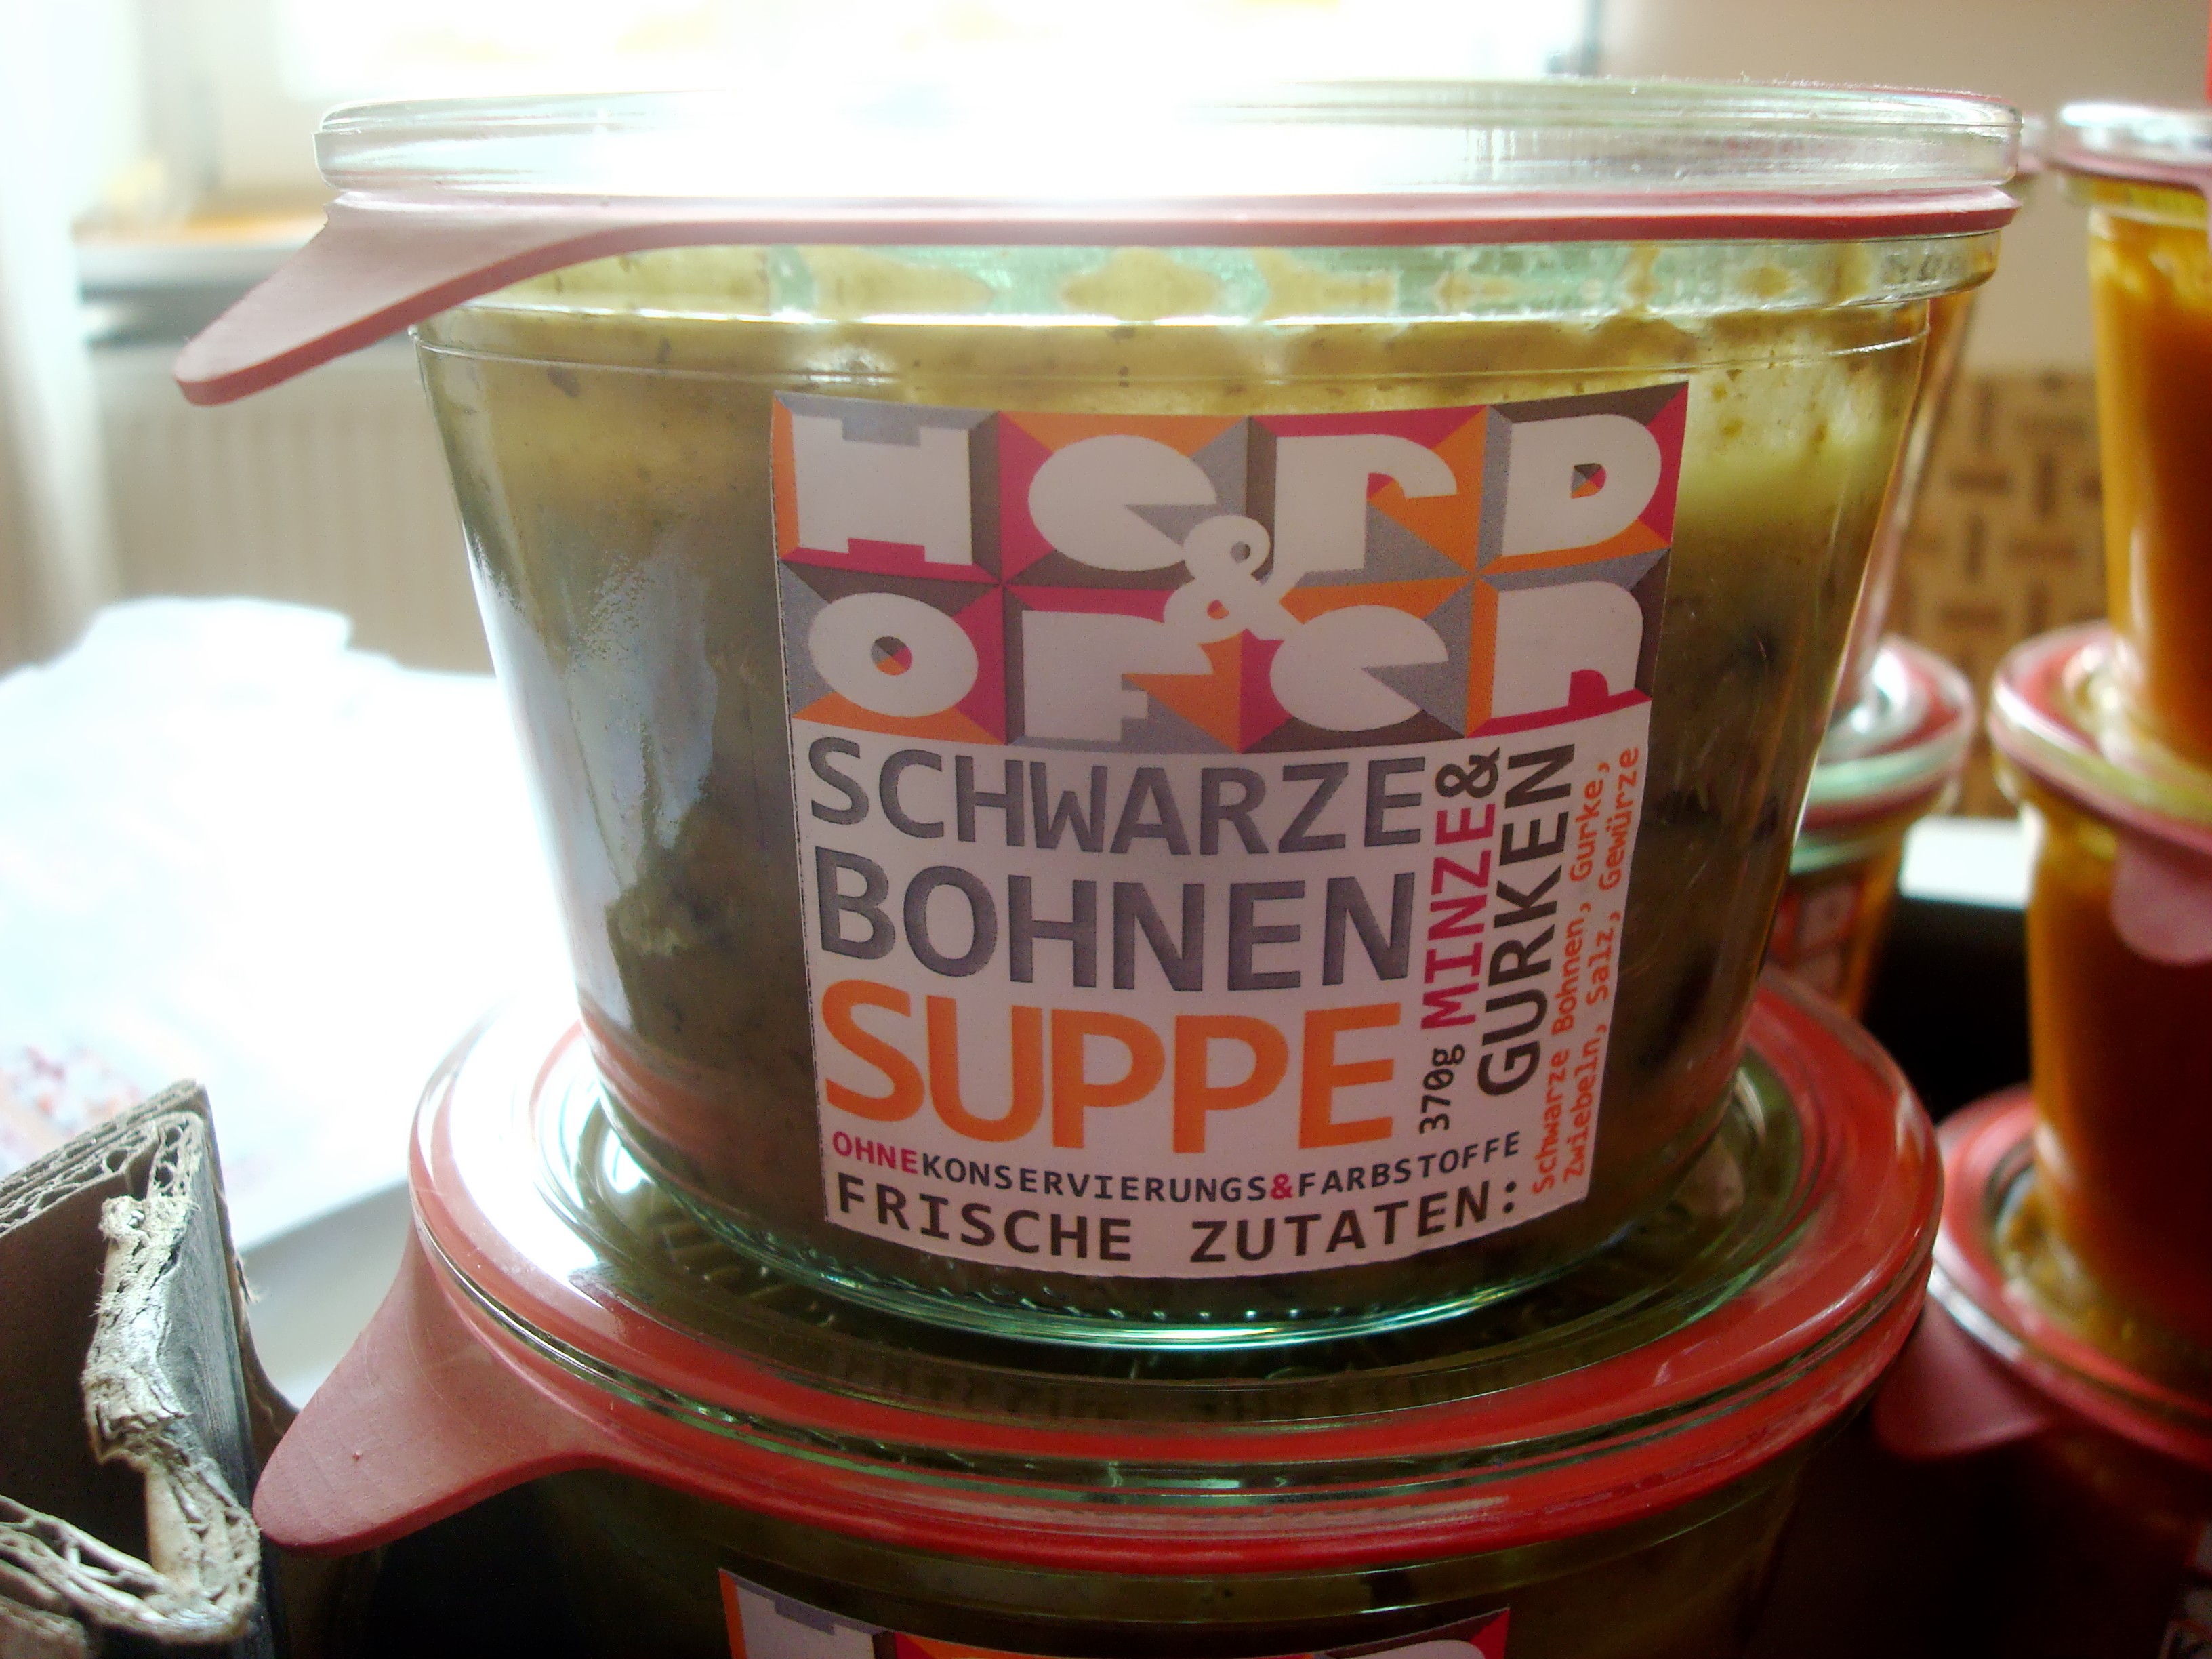 Herd
&
Ofen
SCHWARZE
BOHNEN
SUPPE
370g MINZE&
GURKEN
OHNEKONSERVIERUNGS&FARBSTOFFE
FRISCHE ZUTATEN:
Schwarze Bohnen, Gurke,
Zwiebeln, Salz, Gewürze